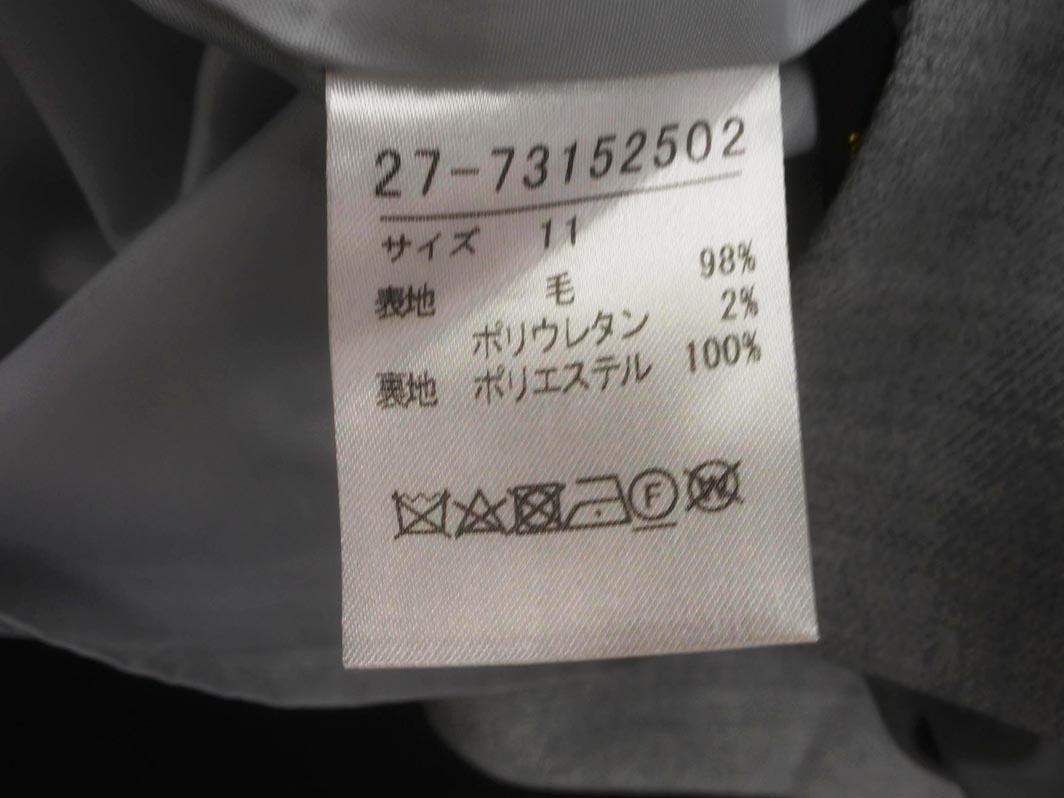 27-73152502
サイズ 11
表地 毛 98%
ポリウレタン 2%
裏地 ポリエステル 100%
F W